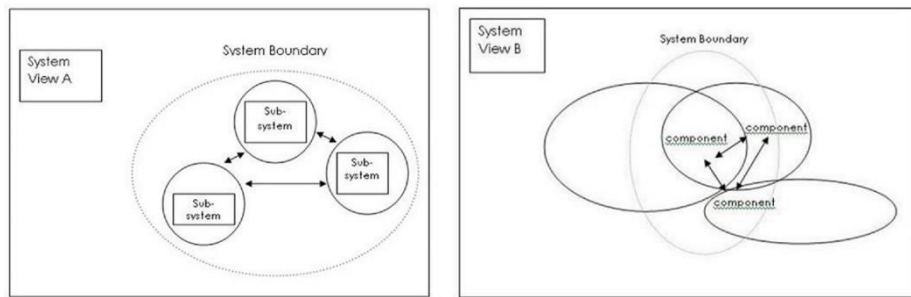 System
View A
System Boundary
Sub-
system
Sub-
system
Sub-
system
System
View B
System Boundary
component
component
component